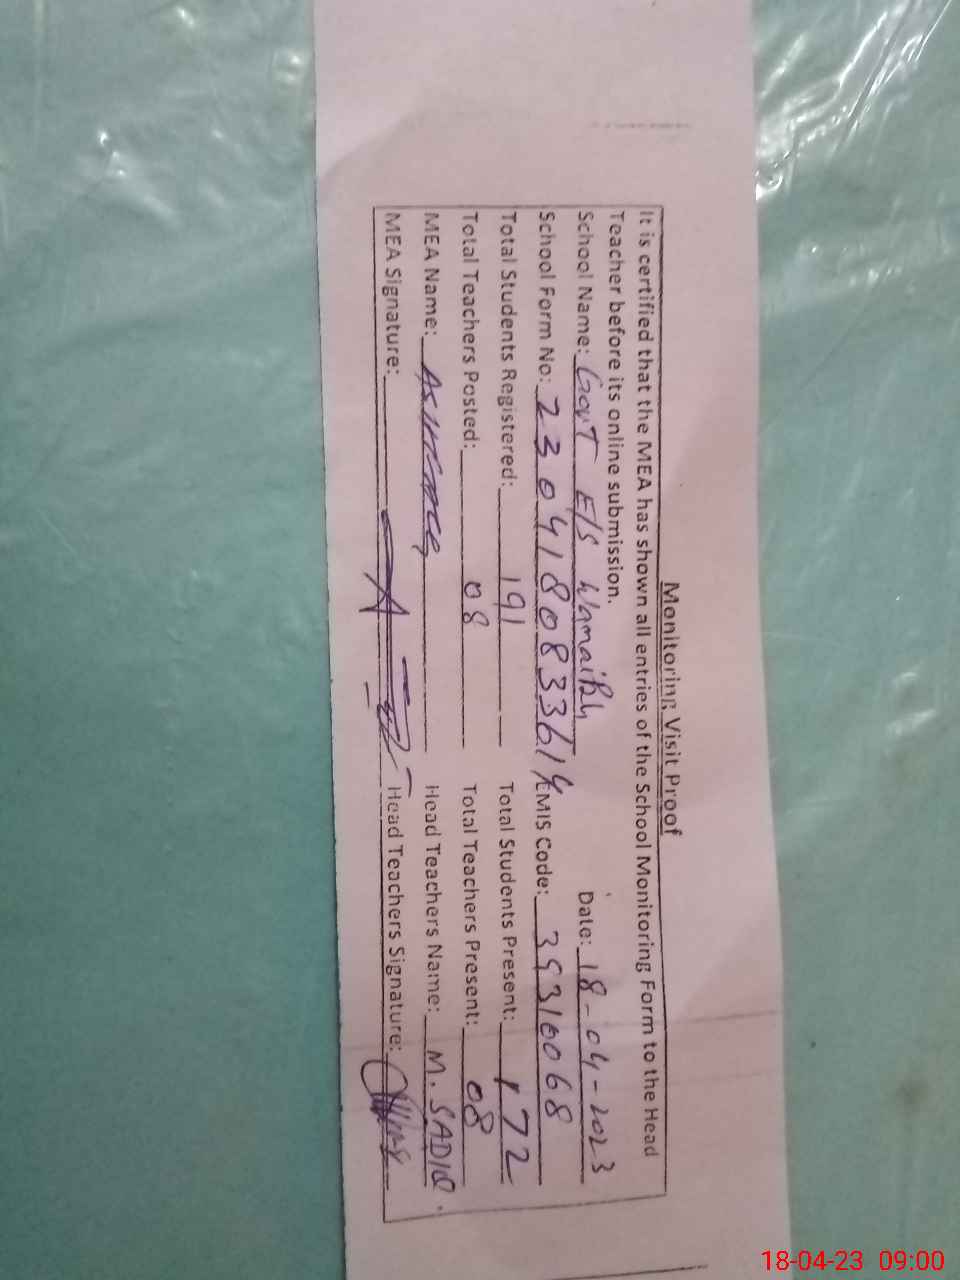 Monitoring Visit Proof
It is certified that the MEA has shown all entries of the School Monitoring Form to the Head
Teacher before its online submission.
School Name: Govt E/S Date: 18-04-2023
School Form No: 2304180833614 EMIS Code:
Total Students Registered: 191 Total Students Present: 172
Total Teachers Posted: 08 Total Teachers Present: 08
MEA Name: Head Teachers Name: M. SADIQ.
MEA Signature: Head Teachers Signature:
18-04-23 09:00